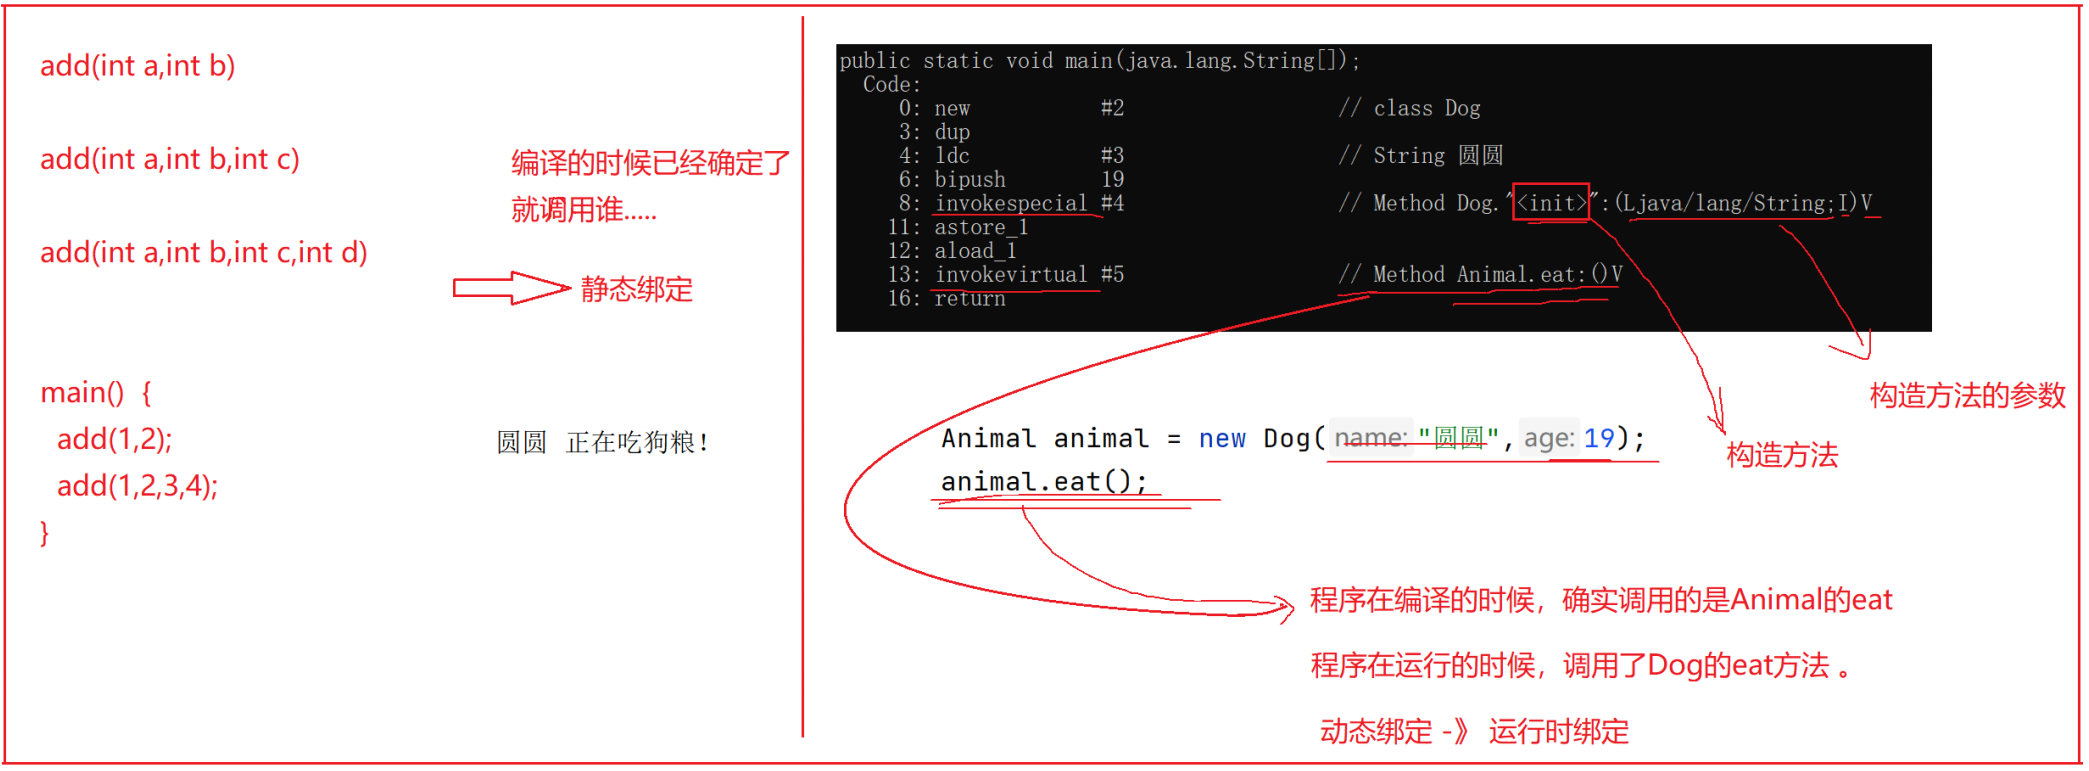 add(int a,int b)
add(int a,int b,int c)
add(int a,int b,int c,int d)
编译的时候已经确定了
就调用谁.....
静态绑定
main() {
add(1,2);
add(1,2,3,4);
}
圆圆 正在吃狗粮!
public static void main(java.lang.String[]);
Code:
0: new #2 // class Dog
3: dup
4: ldc #3 // String 圆圆
6: bipush 19
8: invokespecial #4 // Method Dog."<init>":(Ljava/lang/String;I)V
11: astore_1
12: aload_1
13: invokevirtual #5 // Method Animal.eat:()V
16: return
构造方法的参数
构造方法
Animal animal = new Dog( name: "圆圆", age: 19);
animal.eat();
程序在编译的时候，确实调用的是Animal的eat
程序在运行的时候，调用了Dog的eat方法 。
动态绑定 -》 运行时绑定